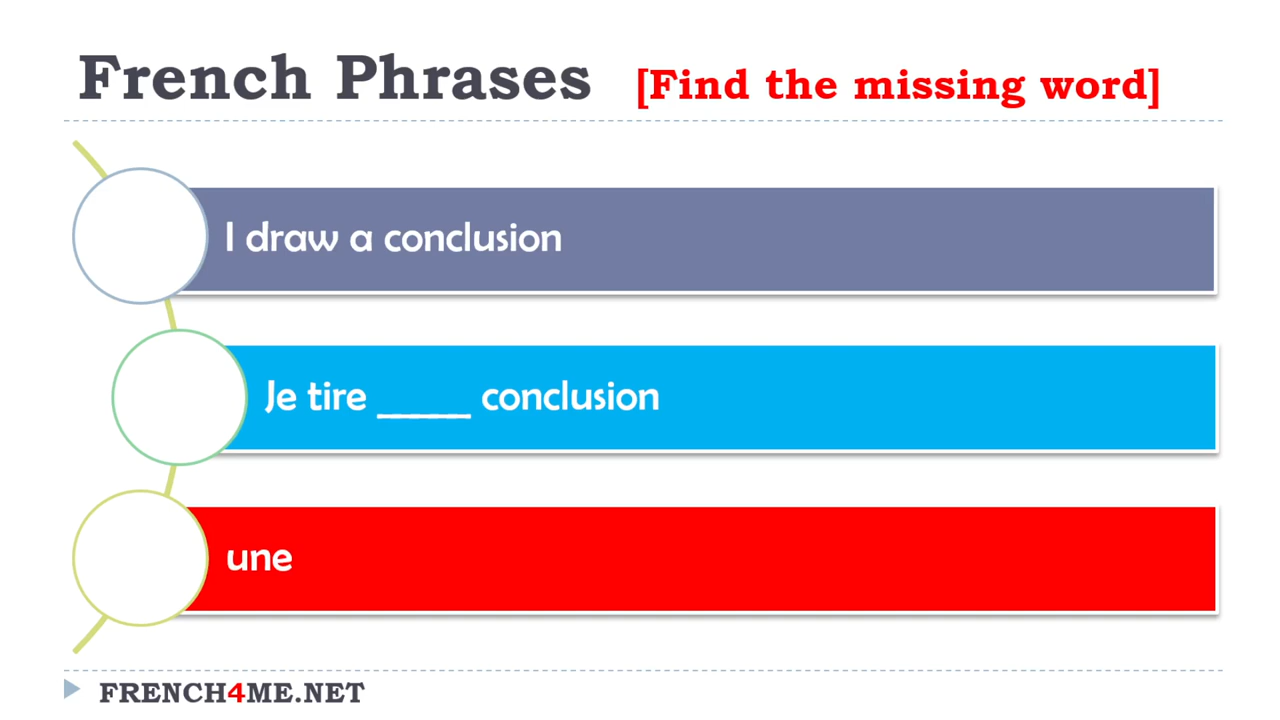 French Phrases [Find the missing word]
I draw a conclusion
Je tire _____ conclusion
une
FRENCH4ME.NET